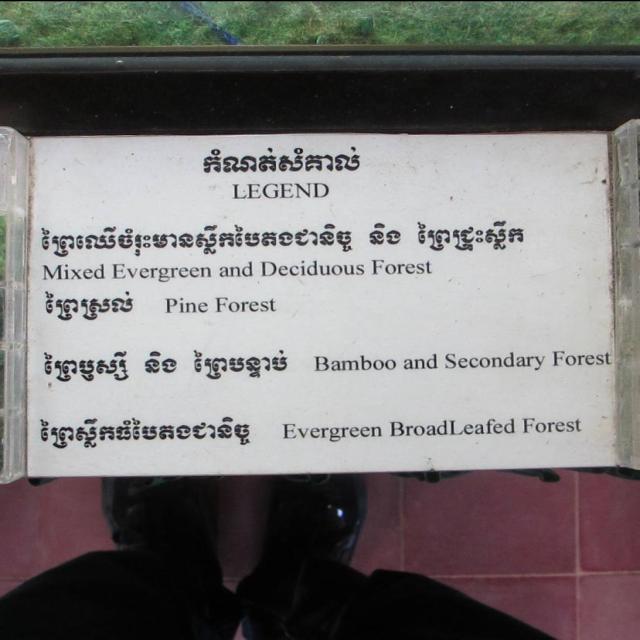 កំណត់សំគាល់
LEGEND
ព្រៃឈើចំរុះមានស្លឹកបៃតងជានិច្ច និង ព្រៃជ្រុះស្លឹក
Mixed Evergreen and Deciduous Forest
ព្រៃស្រល់ Pine Forest
ព្រៃឫស្សី និង ព្រៃបន្ទាប់ Bamboo and Secondary Forest
ព្រៃស្លឹកធំបៃតងជានិច្ច Evergreen BroadLeafed Forest